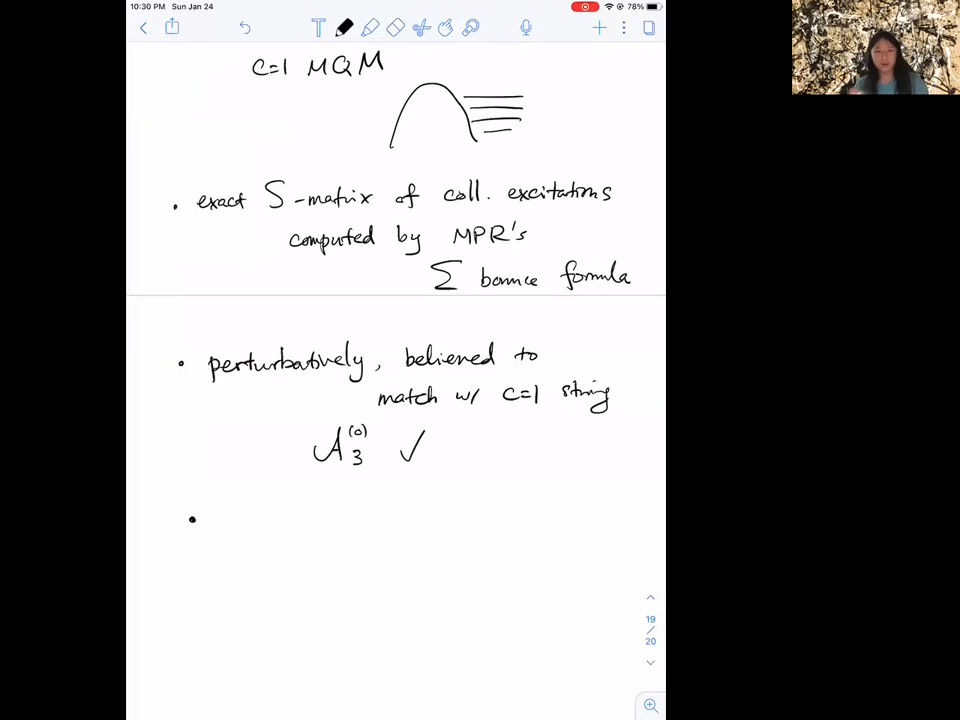 10:30 PM Sun Jan 24
78%
T
c=1 MQM
• exact S-matrix of coll. excitations
computed by MPR's
Σ bounce formula
• perturbatively, believed to
match w/ c=1 string
A₃⁽⁰⁾ ✓
•
19
/
20